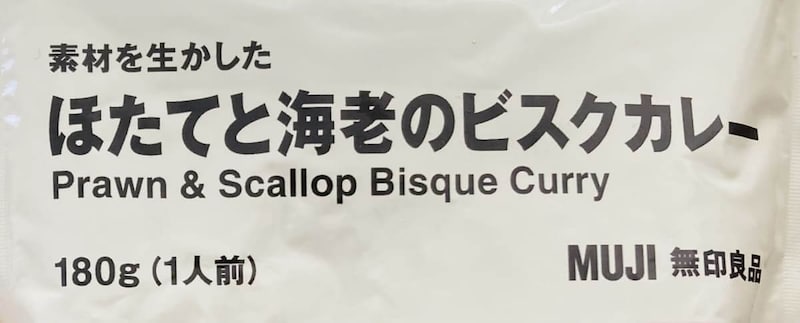 素材を生かした
ほたてと海老のビスクカレー
Prawn & Scallop Bisque Curry
180g（1人前）
MUJI 無印良品